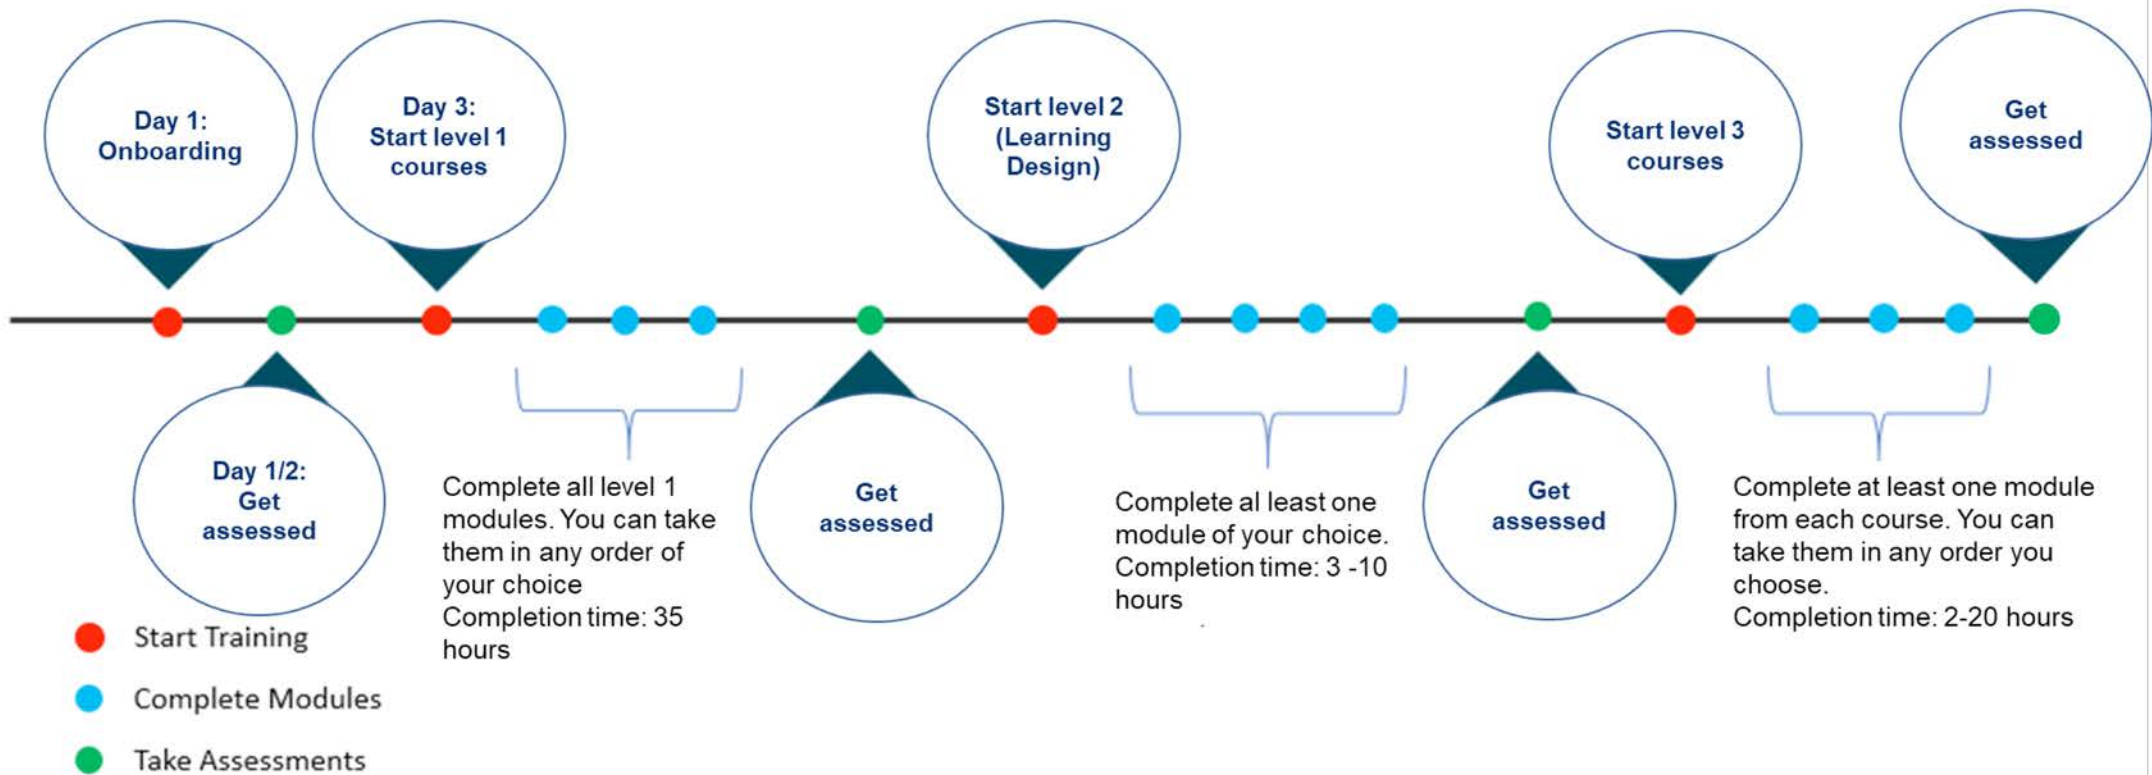 Day 1:
Onboarding
Day 3:
Start level 1
courses
Start level 2
(Learning
Design)
Start level 3
courses
Get
assessed
Day 1/2:
Get
assessed
Complete all level 1
modules. You can take
them in any order of
your choice
Completion time: 35
hours
Get
assessed
Complete al least one
module of your choice.
Completion time: 3 -10
hours
Get
assessed
Complete at least one module
from each course. You can
take them in any order you
choose.
Completion time: 2-20 hours
Start Training
Complete Modules
Take Assessments